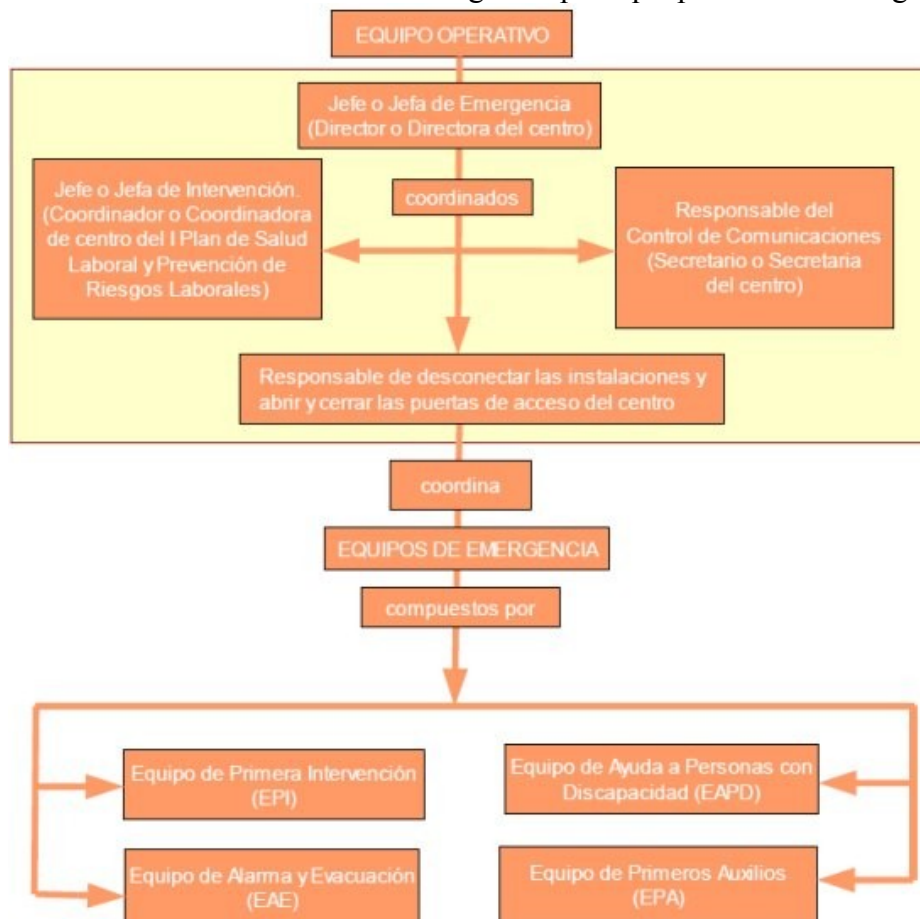 EQUIPO OPERATIVO
Jefe o Jefa de Emergencia
(Director o Directora del centro)
Jefe o Jefa de Intervención.
(Coordinador o Coordinadora
de centro del I Plan de Salud
Laboral y Prevención de
Riesgos Laborales)
coordinados
Responsable del
Control de Comunicaciones
(Secretario o Secretaria
del centro)
Responsable de desconectar las instalaciones y
abrir y cerrar las puertas de acceso del centro
coordina
EQUIPOS DE EMERGENCIA
compuestos por
Equipo de Primera Intervención
(EPI)
Equipo de Ayuda a Personas con
Discapacidad (EAPD)
Equipo de Alarma y Evacuación
(EAE)
Equipo de Primeros Auxilios
(EPA)